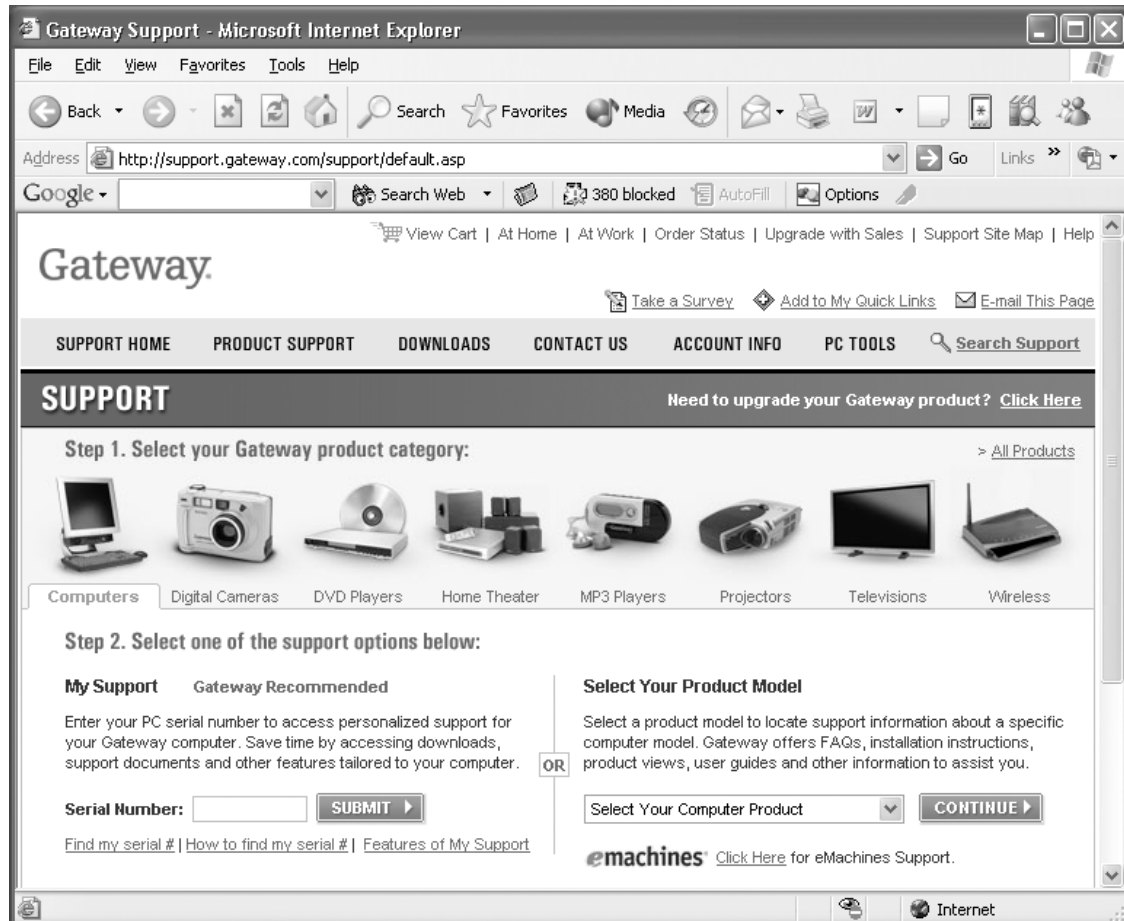 Gateway Support - Microsoft Internet Explorer
File Edit View Favorites Tools Help
Back Search Favorites Media W
Address http://support.gateway.com/support/default.asp Go Links »
Google Search Web 380 blocked AutoFill Options
View Cart | At Home | At Work | Order Status | Upgrade with Sales | Support Site Map | Help
Gateway.
Take a Survey Add to My Quick Links E-mail This Page
SUPPORT HOME PRODUCT SUPPORT DOWNLOADS CONTACT US ACCOUNT INFO PC TOOLS Search Support
SUPPORT Need to upgrade your Gateway product? Click Here
Step 1. Select your Gateway product category: > All Products
Computers Digital Cameras DVD Players Home Theater MP3 Players Projectors Televisions Wireless
Step 2. Select one of the support options below:
My Support Gateway Recommended
Enter your PC serial number to access personalized support for
your Gateway computer. Save time by accessing downloads,
support documents and other features tailored to your computer.
Serial Number: SUBMIT
Find my serial # | How to find my serial # | Features of My Support
OR
Select Your Product Model
Select a product model to locate support information about a specific
computer model. Gateway offers FAQs, installation instructions,
product views, user guides and other information to assist you.
Select Your Computer Product CONTINUE
emachines Click Here for eMachines Support.
Internet